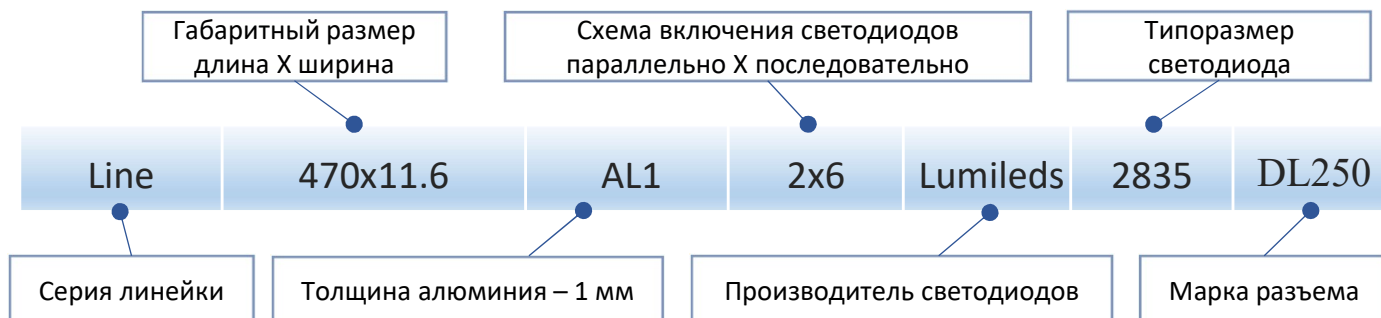 Габаритный размер
длина X ширина
Схема включения светодиодов
параллельно X последовательно
Типоразмер
светодиода
Line 470x11.6 AL1 2x6 Lumileds 2835 DL250
Серия линейки
Толщина алюминия – 1 мм
Производитель светодиодов
Марка разъема